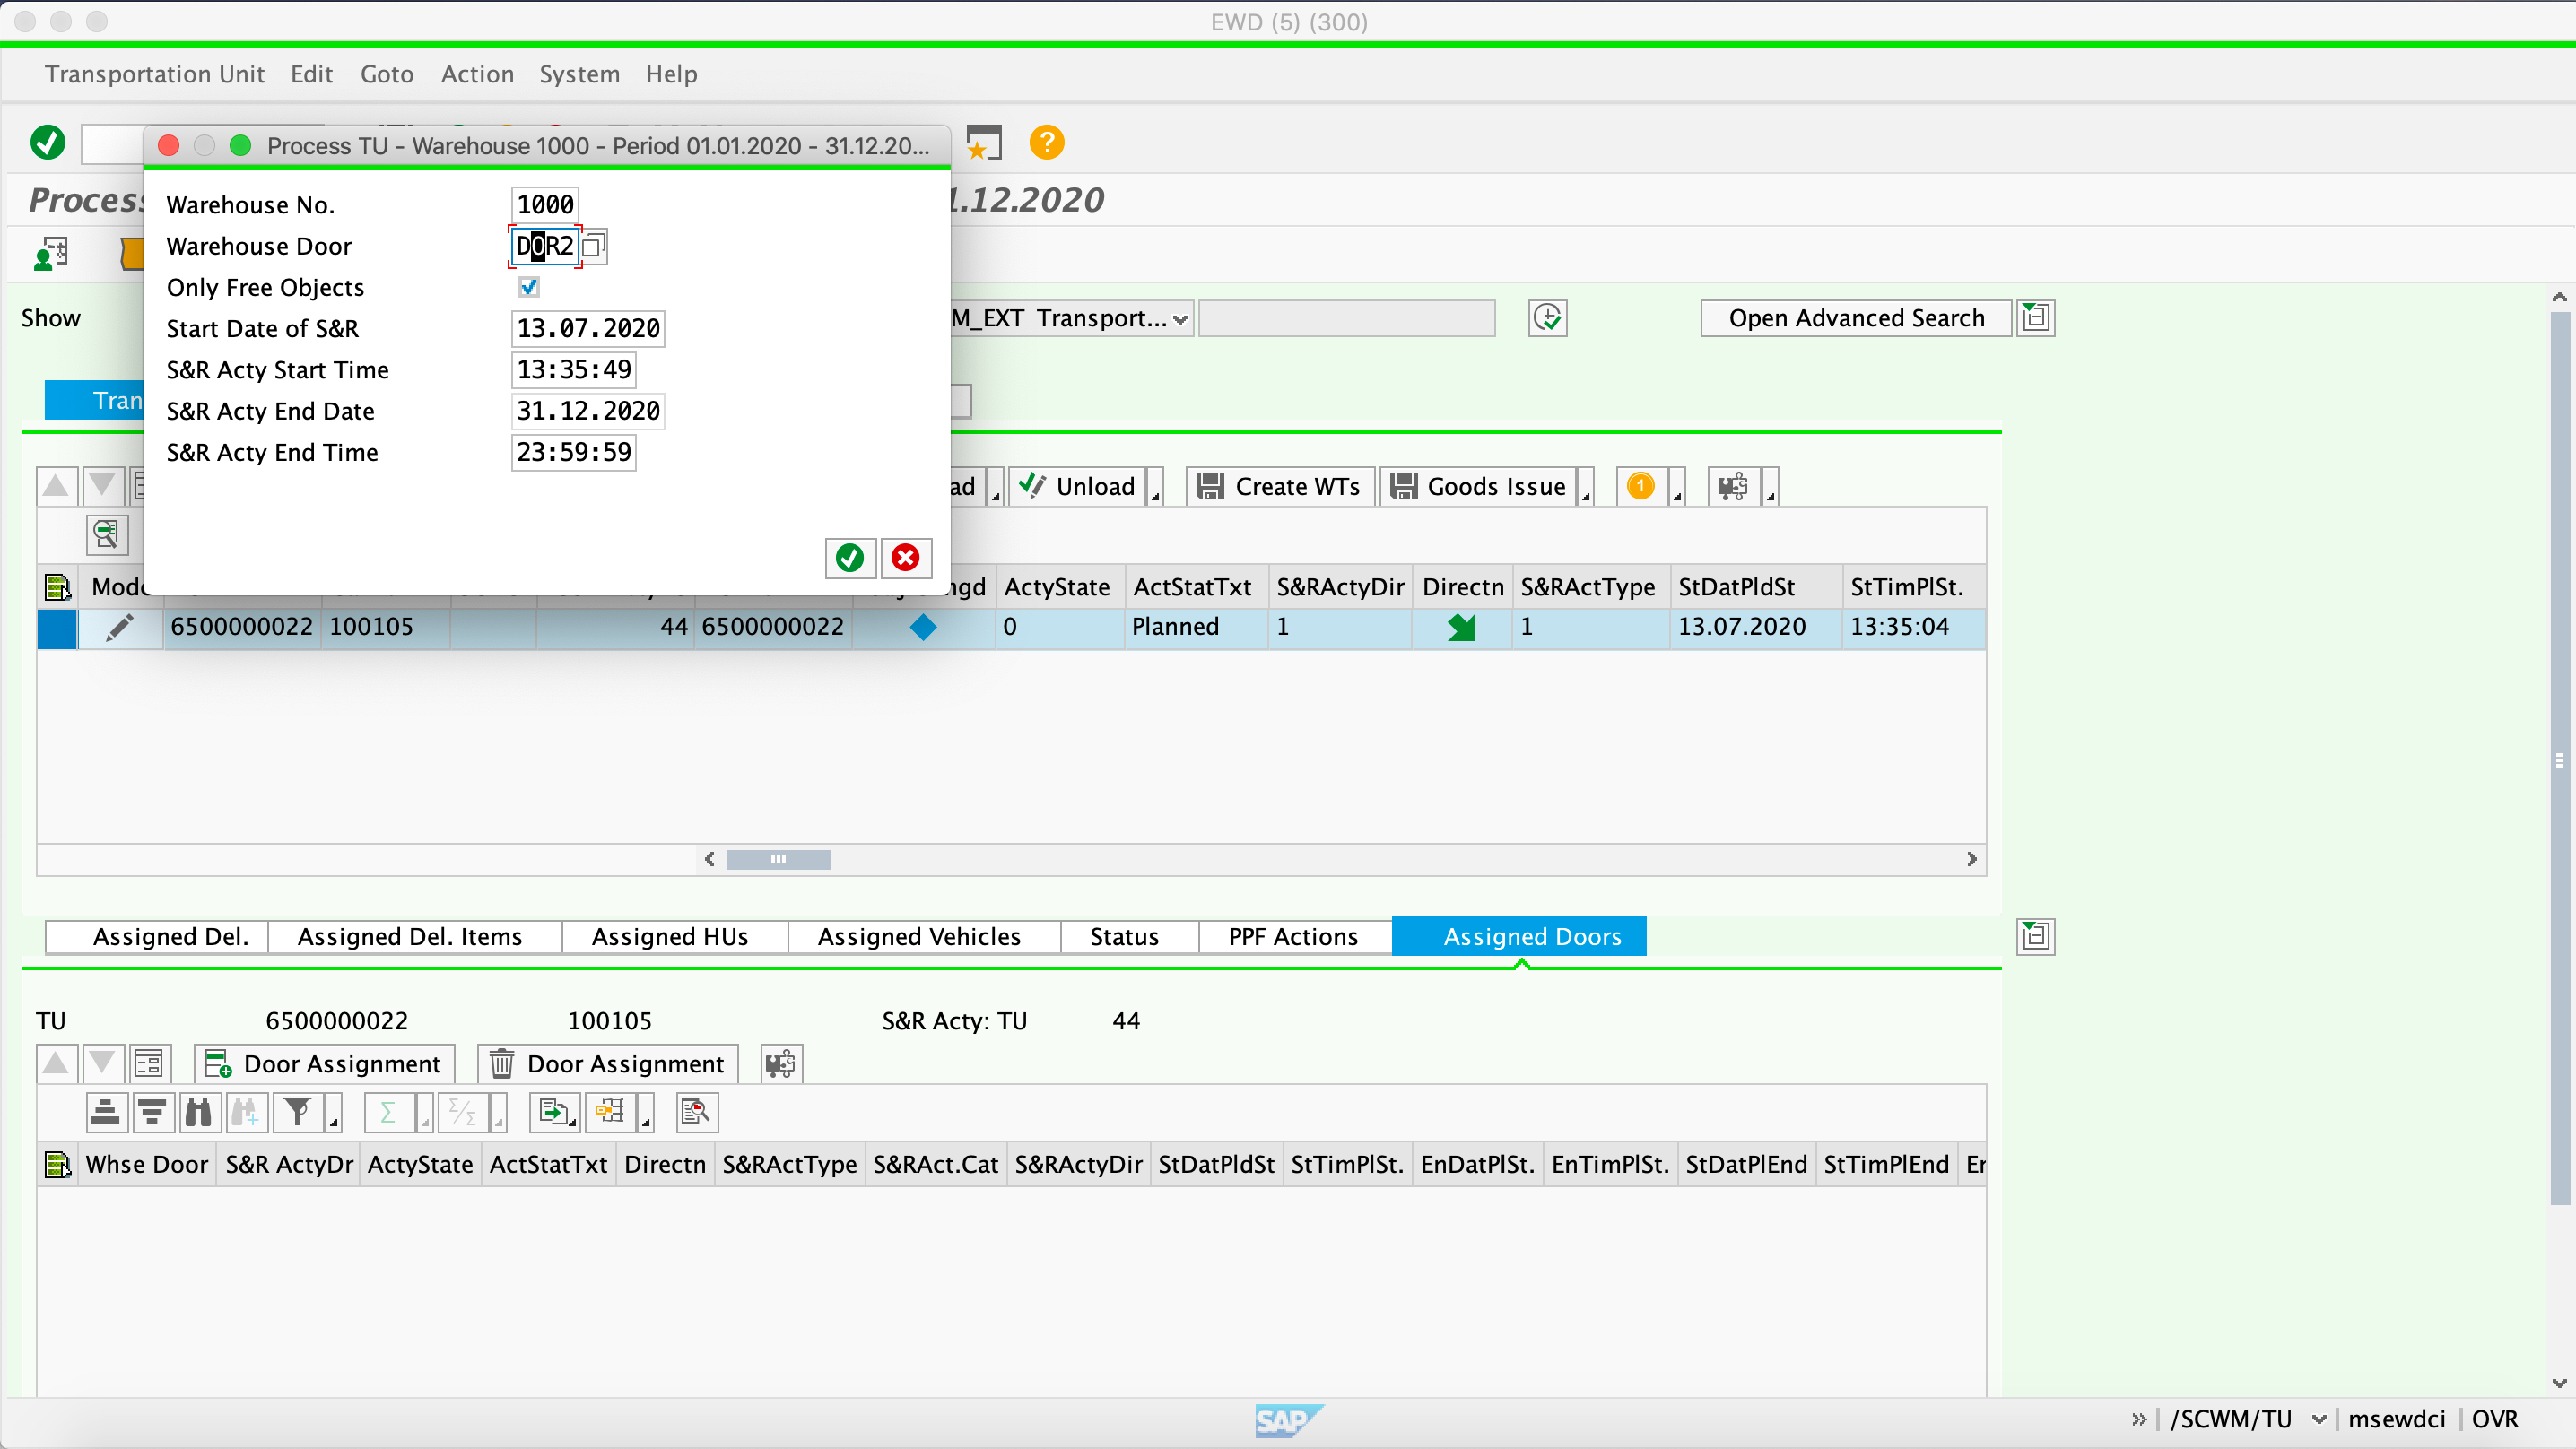 EWD (5) (300)
Transportation Unit Edit Goto Action System Help
Process TU - Warehouse 1000 - Period 01.01.2020 - 31.12.20...
Process 1.12.2020
Warehouse No. 1000
Warehouse Door DOR2
Only Free Objects
Start Date of S&R 13.07.2020
S&R Acty Start Time 13:35:49
S&R Acty End Date 31.12.2020
S&R Acty End Time 23:59:59
Show M_EXT Transport... Open Advanced Search
Tran
ad Unload Create WTs Goods Issue 1
Mode ngd ActyState ActStatTxt S&RActyDir Directn S&RActType StDatPldSt StTimPlSt.
6500000022 100105 44 6500000022 0 Planned 1 1 13.07.2020 13:35:04
Assigned Del. Assigned Del. Items Assigned HUs Assigned Vehicles Status PPF Actions Assigned Doors
TU 6500000022 100105 S&R Acty: TU 44
Door Assignment Door Assignment
Whse Door S&R ActyDr ActyState ActStatTxt Directn S&RActType S&RAct.Cat S&RActyDir StDatPldSt StTimPlSt. EnDatPlSt. EnTimPlSt. StDatPlEnd StTimPlEnd Er
SAP /SCWM/TU msewdci OVR